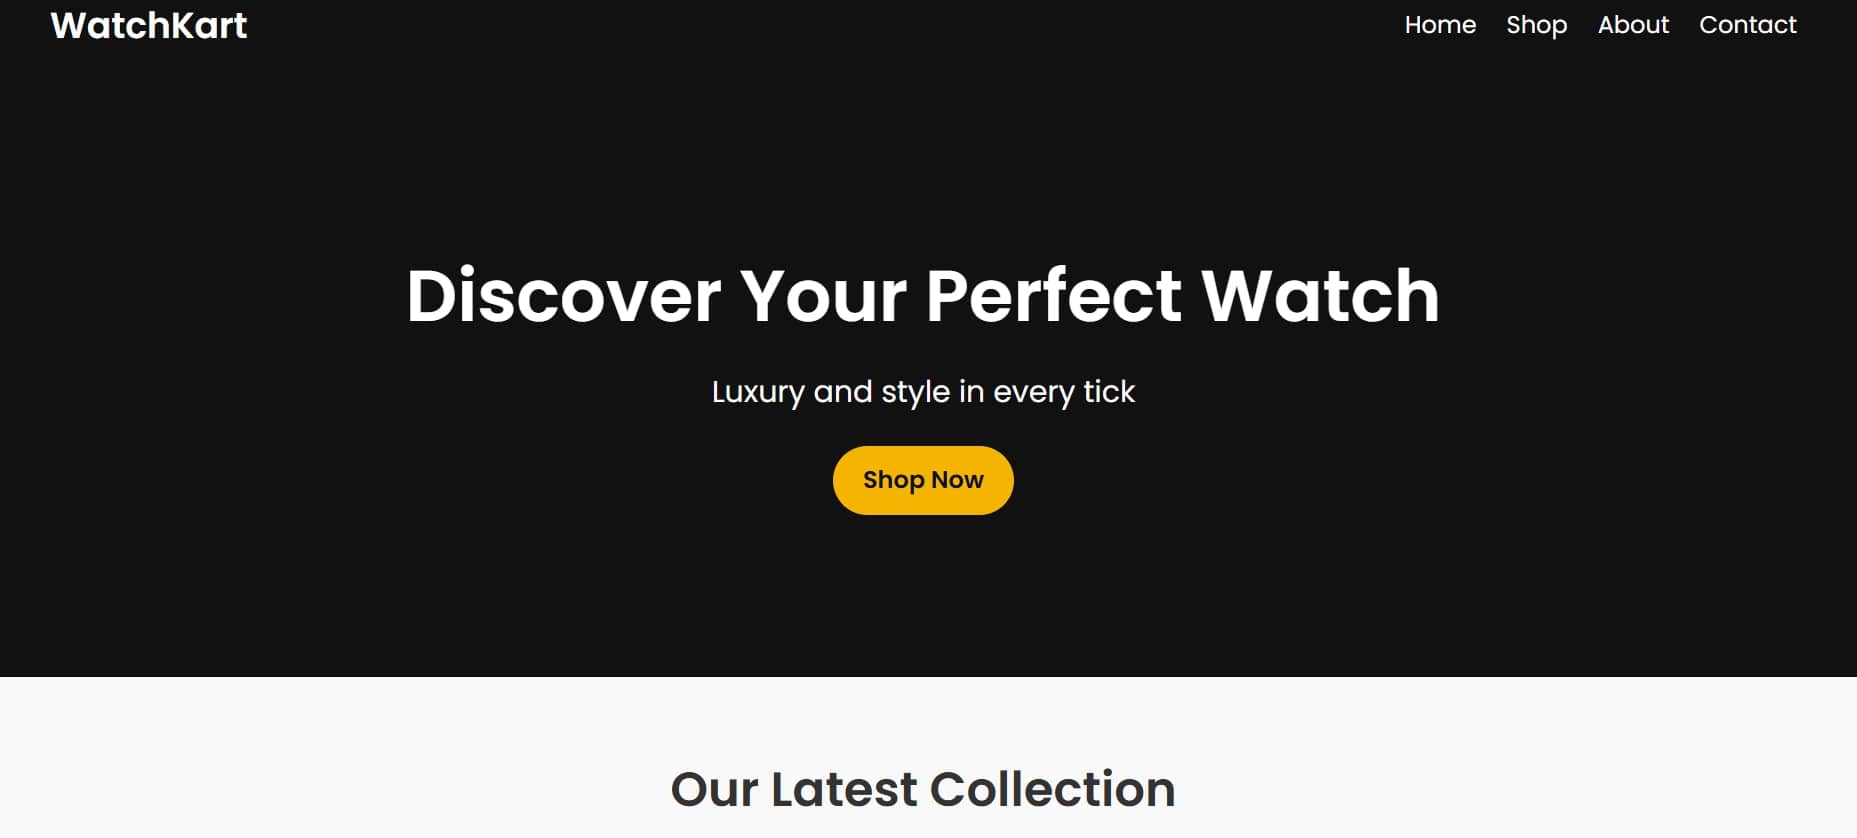 WatchKart
Home Shop About Contact
Discover Your Perfect Watch
Luxury and style in every tick
Shop Now
Our Latest Collection